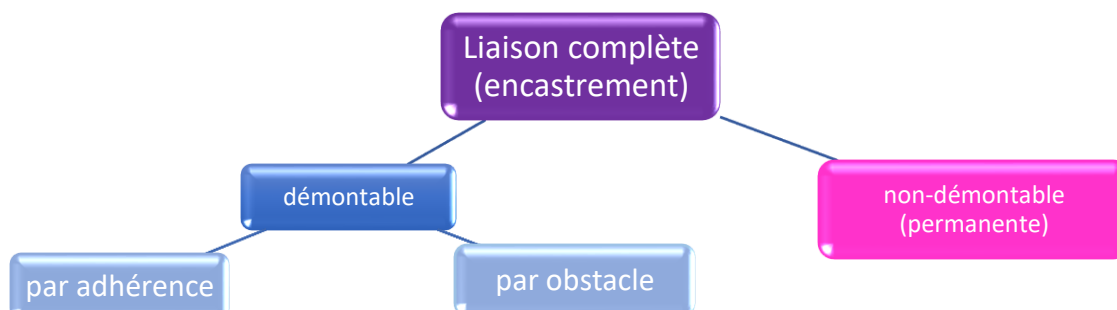 Liaison complète
(encastrement)
démontable
non-démontable
(permanente)
par adhérence
par obstacle